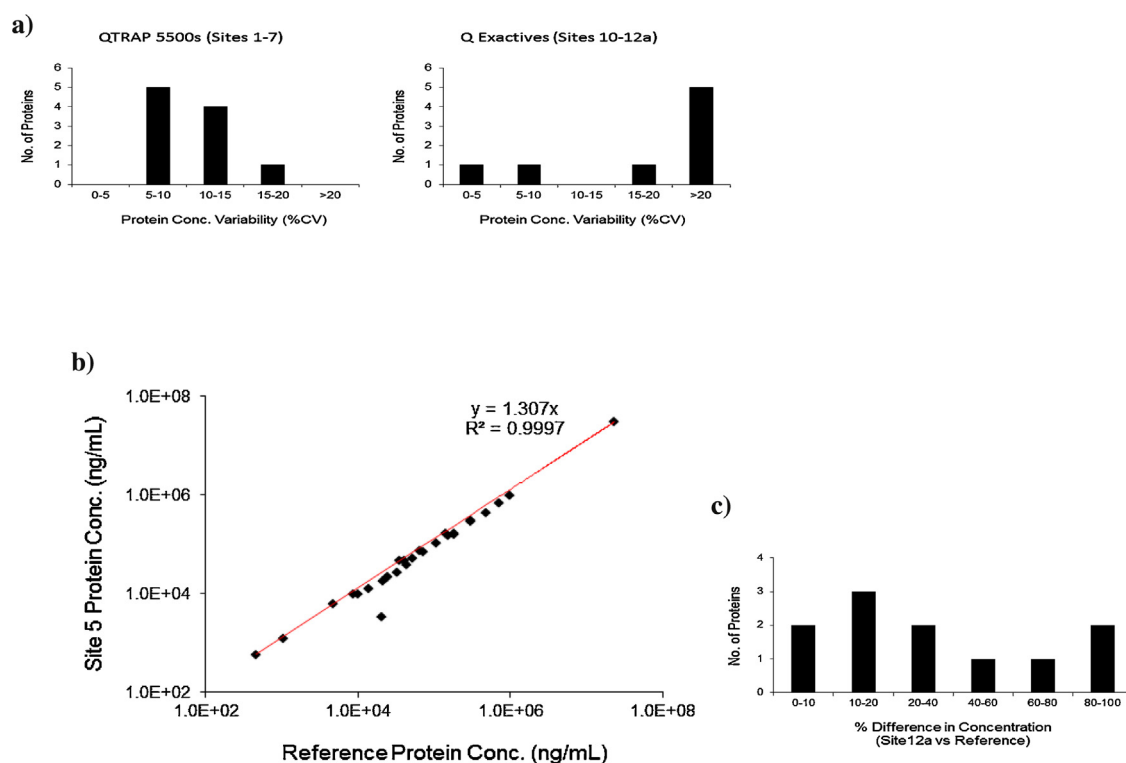 a)
QTRAP 5500s (Sites 1-7)
No. of Proteins
6
5
4
3
2
1
0
0-5 5-10 10-15 15-20 >20
Protein Conc. Variability (%CV)
Q Exactives (Sites 10-12a)
No. of Proteins
6
5
4
3
2
1
0
0-5 5-10 10-15 15-20 >20
Protein Conc. Variability (%CV)
b)
Site 5 Protein Conc. (ng/mL)
1.0E+08
1.0E+06
1.0E+04
1.0E+02
y = 1.307x
R² = 0.9997
1.0E+02 1.0E+04 1.0E+06 1.0E+08
Reference Protein Conc. (ng/mL)
c)
No. of Proteins
4
3
2
1
0
0-10 10-20 20-40 40-60 60-80 80-100
% Difference in Concentration
(Site12a vs Reference)